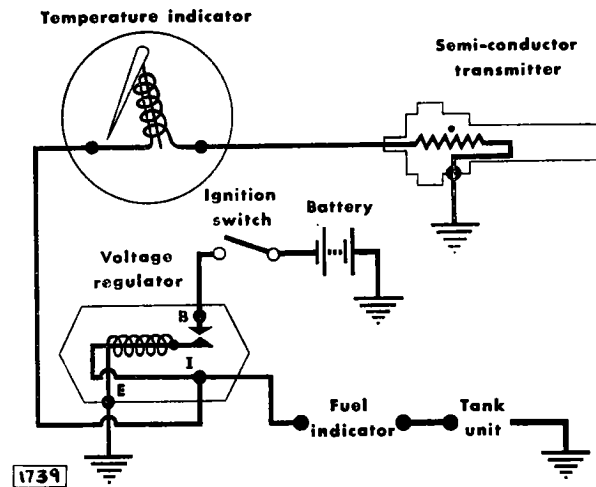 Temperature indicator
Semi-conductor
transmitter
Ignition
switch
Battery
Voltage
regulator
B
I
E
Fuel
indicator
Tank
unit
1739